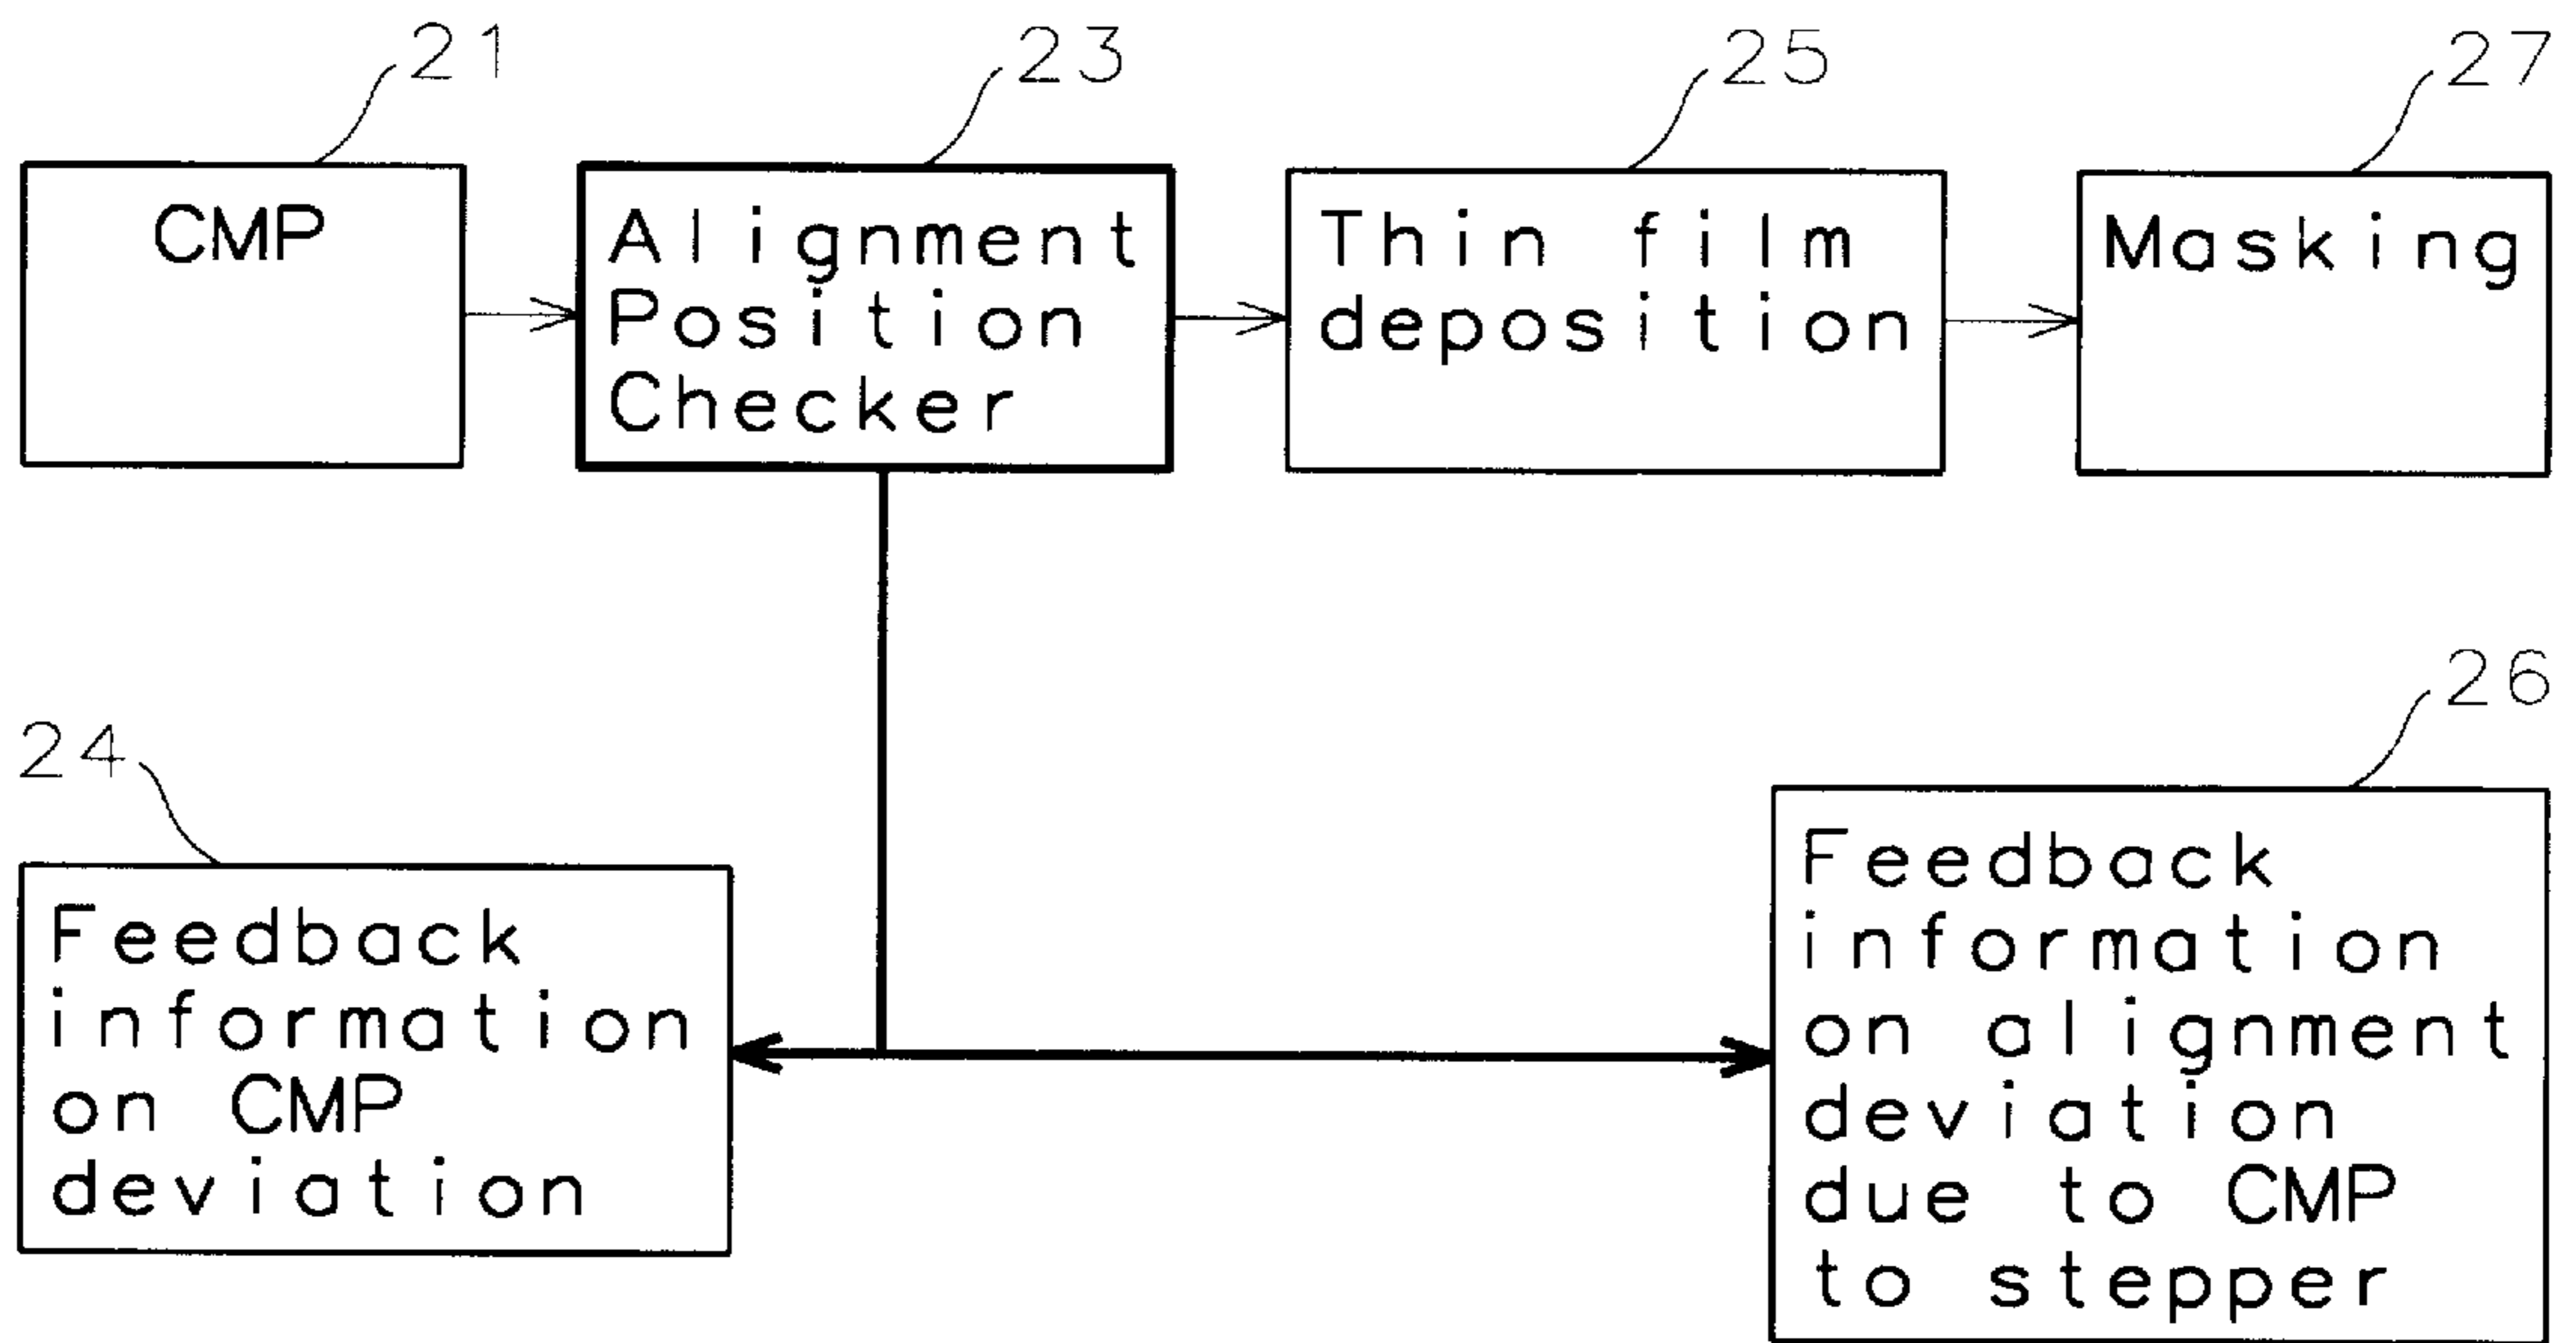 21
23
25
27
CMP
Alignment
Position
Checker
Thin film
deposition
Masking
24
26
Feedback
information
on CMP
deviation
Feedback
information
on alignment
deviation
due to CMP
to stepper